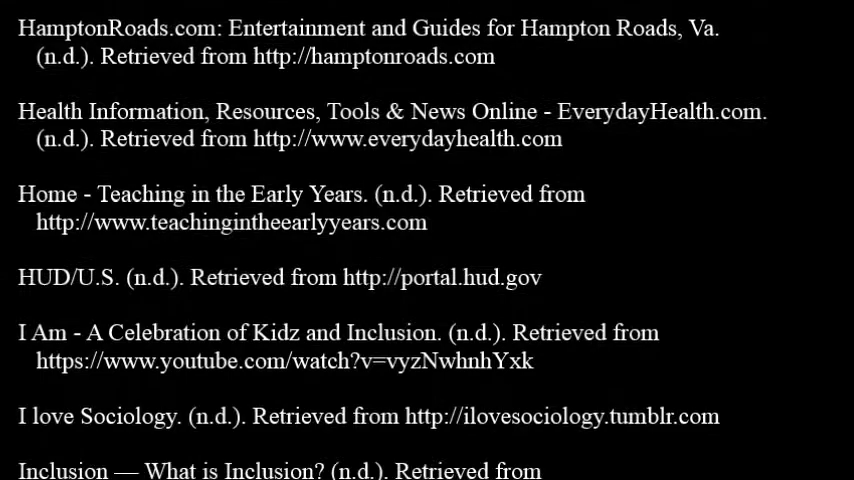 HamptonRoads.com: Entertainment and Guides for Hampton Roads, Va.
(n.d.). Retrieved from http://hamptonroads.com
Health Information, Resources, Tools & News Online - EverydayHealth.com.
(n.d.). Retrieved from http://www.everydayhealth.com
Home - Teaching in the Early Years. (n.d.). Retrieved from
http://www.teachingintheearlyyears.com
HUD/U.S. (n.d.). Retrieved from http://portal.hud.gov
I Am - A Celebration of Kidz and Inclusion. (n.d.). Retrieved from
https://www.youtube.com/watch?v=vyzNwhnhYxk
I love Sociology. (n.d.). Retrieved from http://ilovesociology.tumblr.com
Inclusion — What is Inclusion? (n.d.). Retrieved from